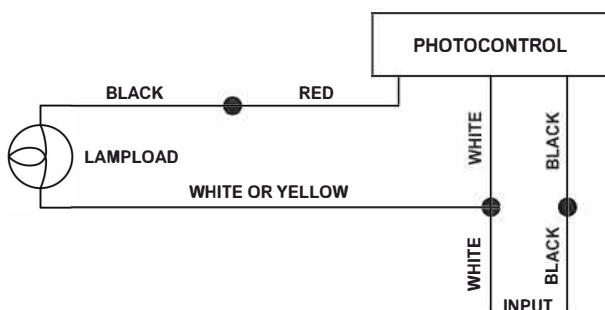 PHOTOCONTROL
BLACK
RED
WHITE
BLACK
LAMPLOAD
WHITE OR YELLOW
WHITE
BLACK
INPUT